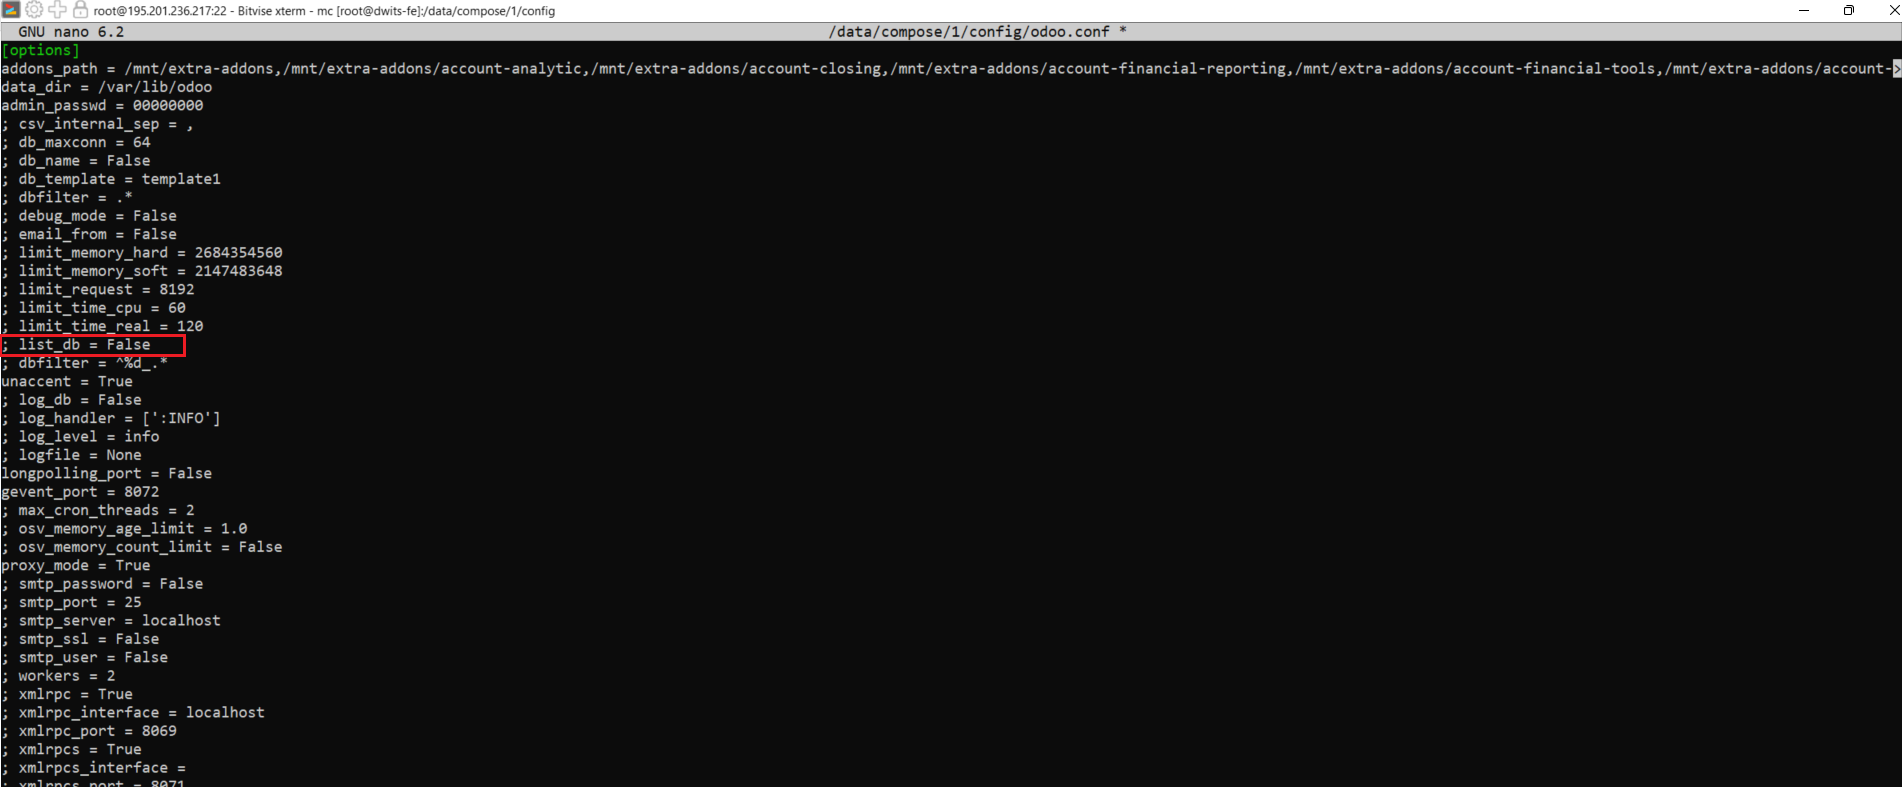 root@195.201.236.217:22 - Bitvise xterm - mc [root@dwits-fe]:/data/compose/1/config
GNU nano 6.2 /data/compose/1/config/odoo.conf *
[options]
addons_path = /mnt/extra-addons,/mnt/extra-addons/account-analytic,/mnt/extra-addons/account-closing,/mnt/extra-addons/account-financial-reporting,/mnt/extra-addons/account-financial-tools,/mnt/extra-addons/account->
data_dir = /var/lib/odoo
admin_passwd = 00000000
; csv_internal_sep = ,
; db_maxconn = 64
; db_name = False
; db_template = template1
; dbfilter = .*
; debug_mode = False
; email_from = False
; limit_memory_hard = 2684354560
; limit_memory_soft = 2147483648
; limit_request = 8192
; limit_time_cpu = 60
; limit_time_real = 120
; list_db = False
; dbfilter = ^%d_.*
unaccent = True
; log_db = False
; log_handler = [':INFO']
; log_level = info
; logfile = None
longpolling_port = False
gevent_port = 8072
; max_cron_threads = 2
; osv_memory_age_limit = 1.0
; osv_memory_count_limit = False
proxy_mode = True
; smtp_password = False
; smtp_port = 25
; smtp_server = localhost
; smtp_ssl = False
; smtp_user = False
; workers = 2
; xmlrpc = True
; xmlrpc_interface = localhost
; xmlrpc_port = 8069
; xmlrpcs = True
; xmlrpcs_interface =
; xmlrpcs_port = 8071